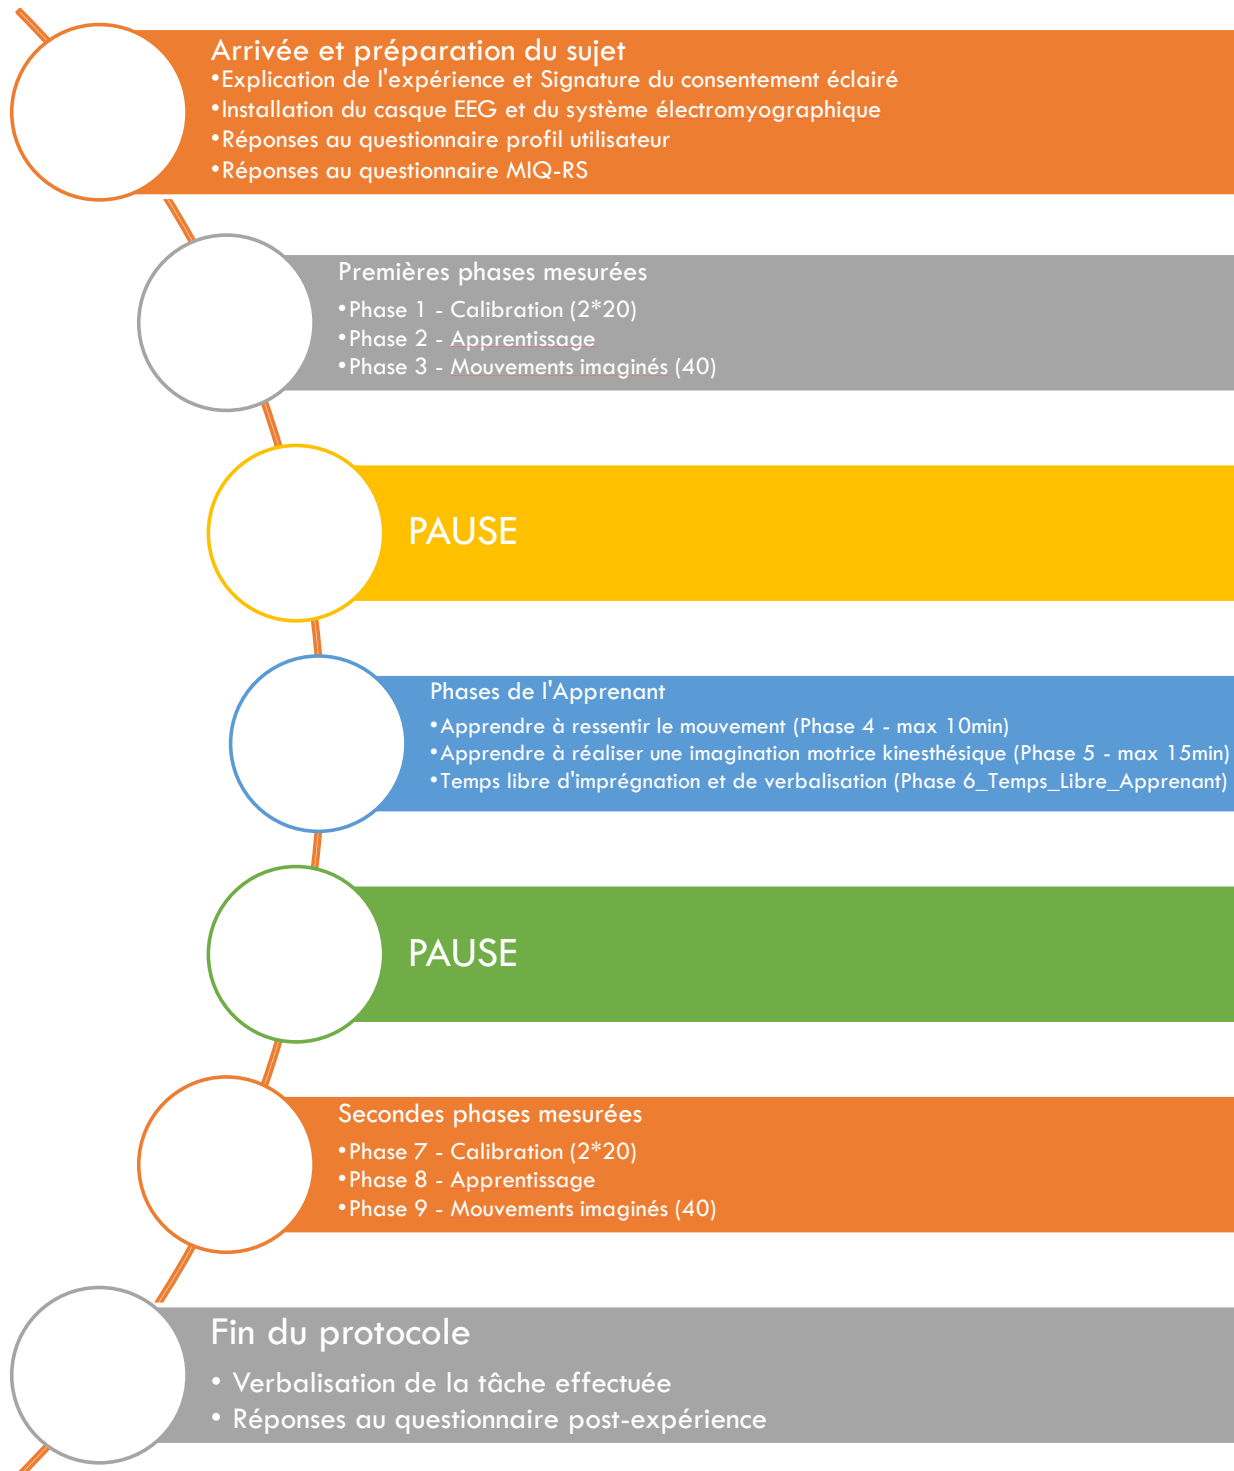 Arrivée et préparation du sujet
•Explication de l'expérience et Signature du consentement éclairé
•Installation du casque EEG et du système électromyographique
•Réponses au questionnaire profil utilisateur
•Réponses au questionnaire MIQ-RS
Premières phases mesurées
•Phase 1 - Calibration (2*20)
•Phase 2 - Apprentissage
•Phase 3 - Mouvements imaginés (40)
PAUSE
Phases de l'Apprenant
•Apprendre à ressentir le mouvement (Phase 4 - max 10min)
•Apprendre à réaliser une imagination motrice kinesthésique (Phase 5 - max 15min)
•Temps libre d'imprégnation et de verbalisation (Phase 6_Temps_Libre_Apprenant)
PAUSE
Secondes phases mesurées
•Phase 7 - Calibration (2*20)
•Phase 8 - Apprentissage
•Phase 9 - Mouvements imaginés (40)
Fin du protocole
• Verbalisation de la tâche effectuée
• Réponses au questionnaire post-expérience